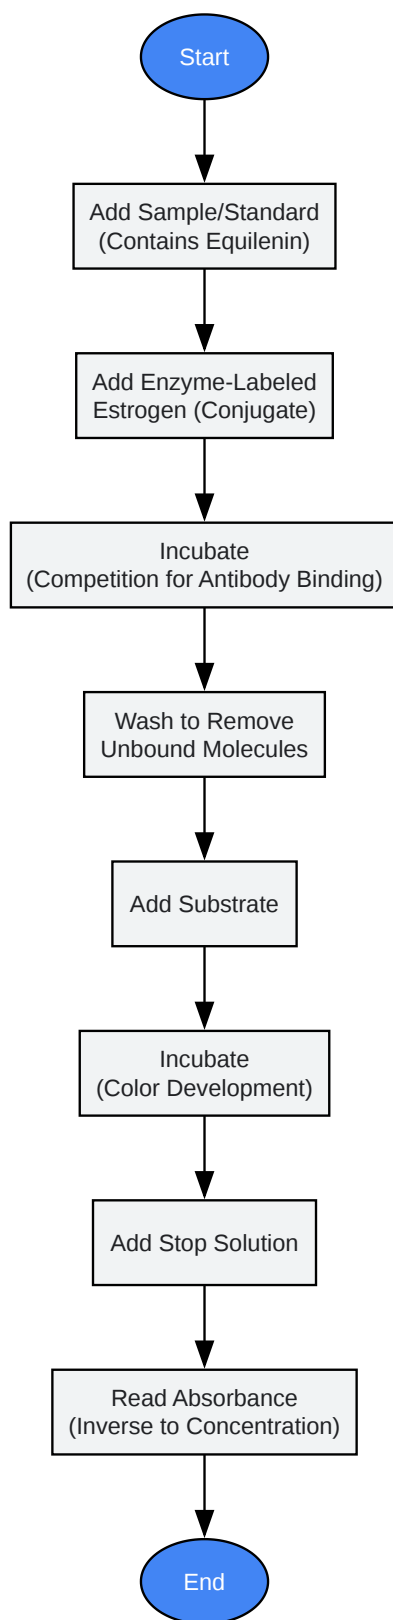 Start
Add Sample/Standard
(Contains Equilenin)
Add Enzyme-Labeled
Estrogen (Conjugate)
Incubate
(Competition for Antibody Binding)
Wash to Remove
Unbound Molecules
Add Substrate
Incubate
(Color Development)
Add Stop Solution
Read Absorbance
(Inverse to Concentration)
End